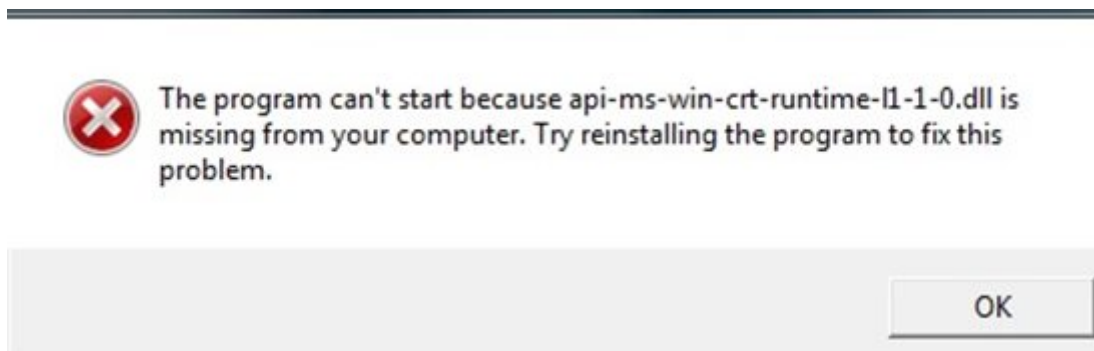 The program can't start because api-ms-win-crt-runtime-l1-1-0.dll is
missing from your computer. Try reinstalling the program to fix this
problem.
OK